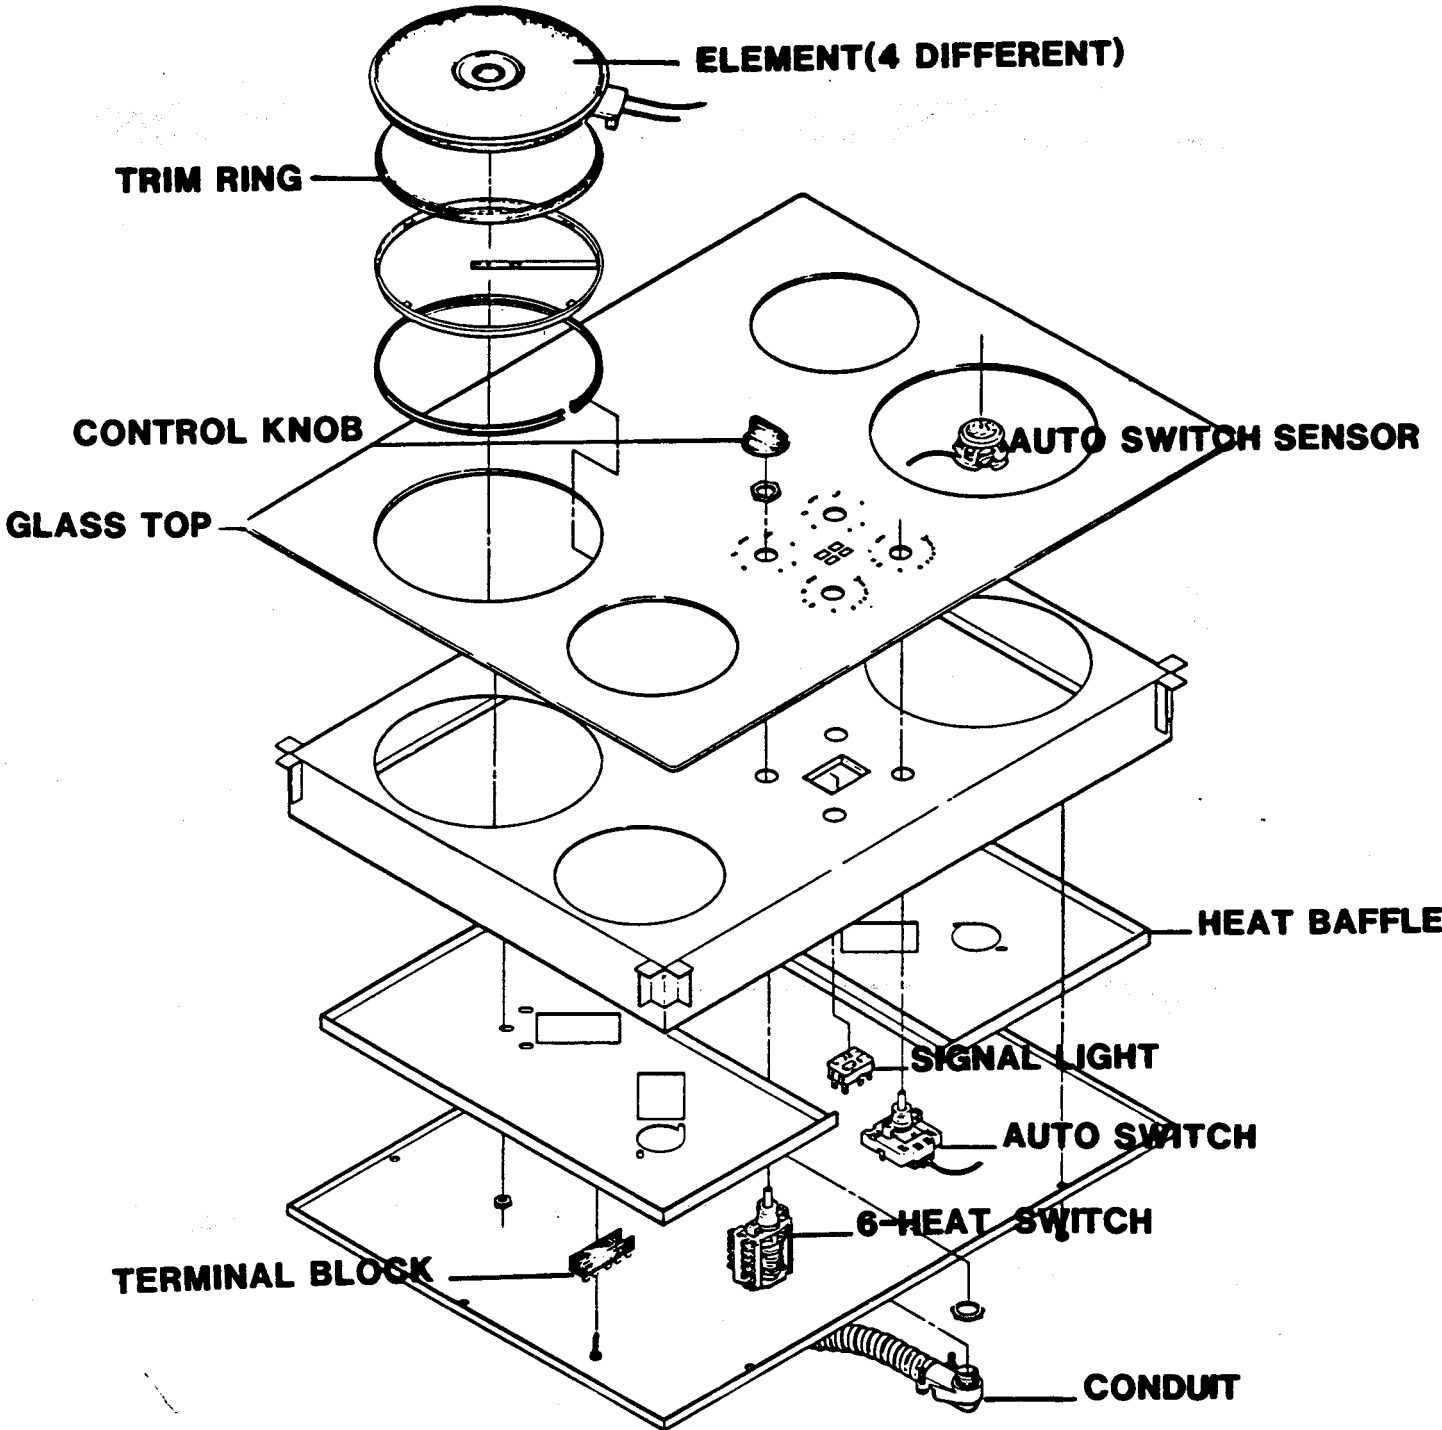 ELEMENT(4 DIFFERENT)
TRIM RING
CONTROL KNOB
AUTO SWITCH SENSOR
GLASS TOP
HEAT BAFFLE
SIGNAL LIGHT
AUTO SWITCH
6-HEAT SWITCH
TERMINAL BLOCK
CONDUIT